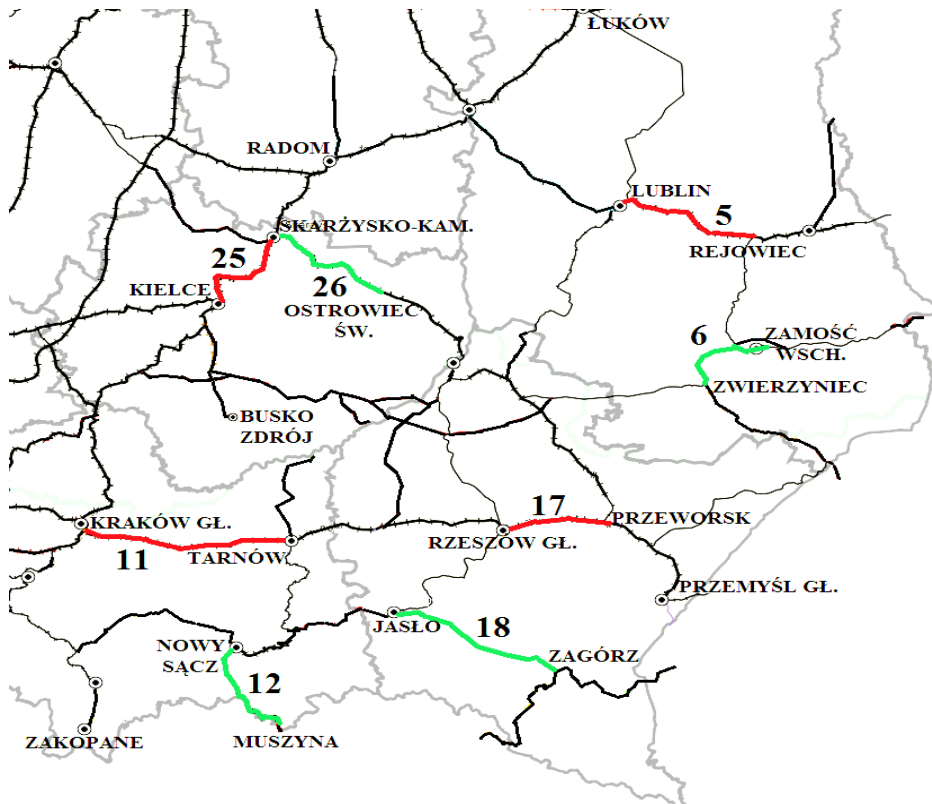 ŁUKÓW
RADOM
LUBLIN
5
SKARŻYSKO-KAM.
REJOWIEC
25
KIELCE
26
OSTROWIEC
ŚW.
6
ZAMOŚĆ
WSCH.
ZWIERZYNIEC
BUSKO
ZDRÓJ
17
KRAKÓW GŁ.
PRZEWORSK
11
TARNÓW
RZESZÓW GŁ.
PRZEMYŚL GŁ.
JASŁO
18
NOWY
SĄCZ
ZAGÓRZ
12
ZAKOPANE
MUSZYNA